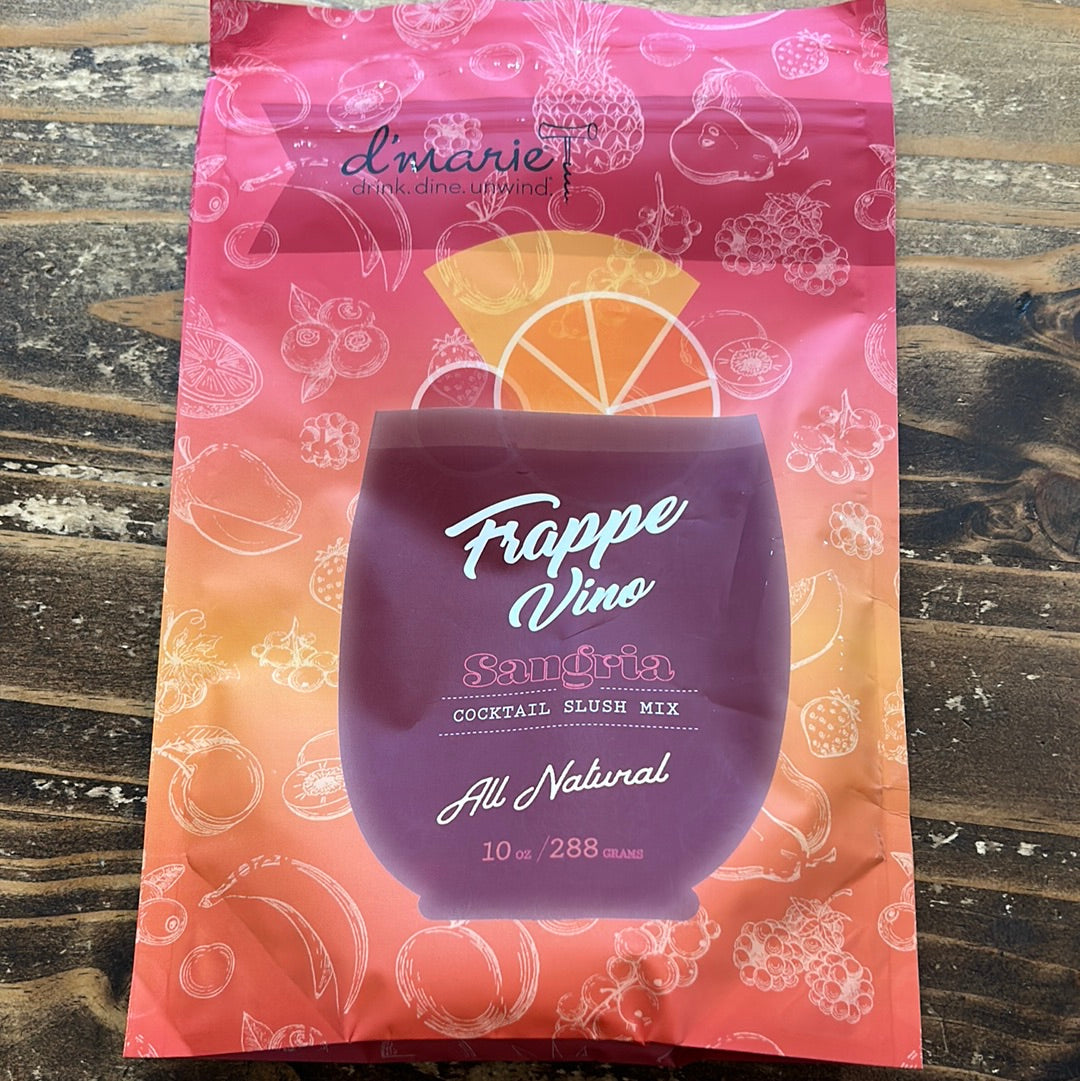 d'marie
drink.dine.unwind®
Frappe
Vino
Sangria
COCKTAIL SLUSH MIX
All Natural
10 oz /288 GRAMS